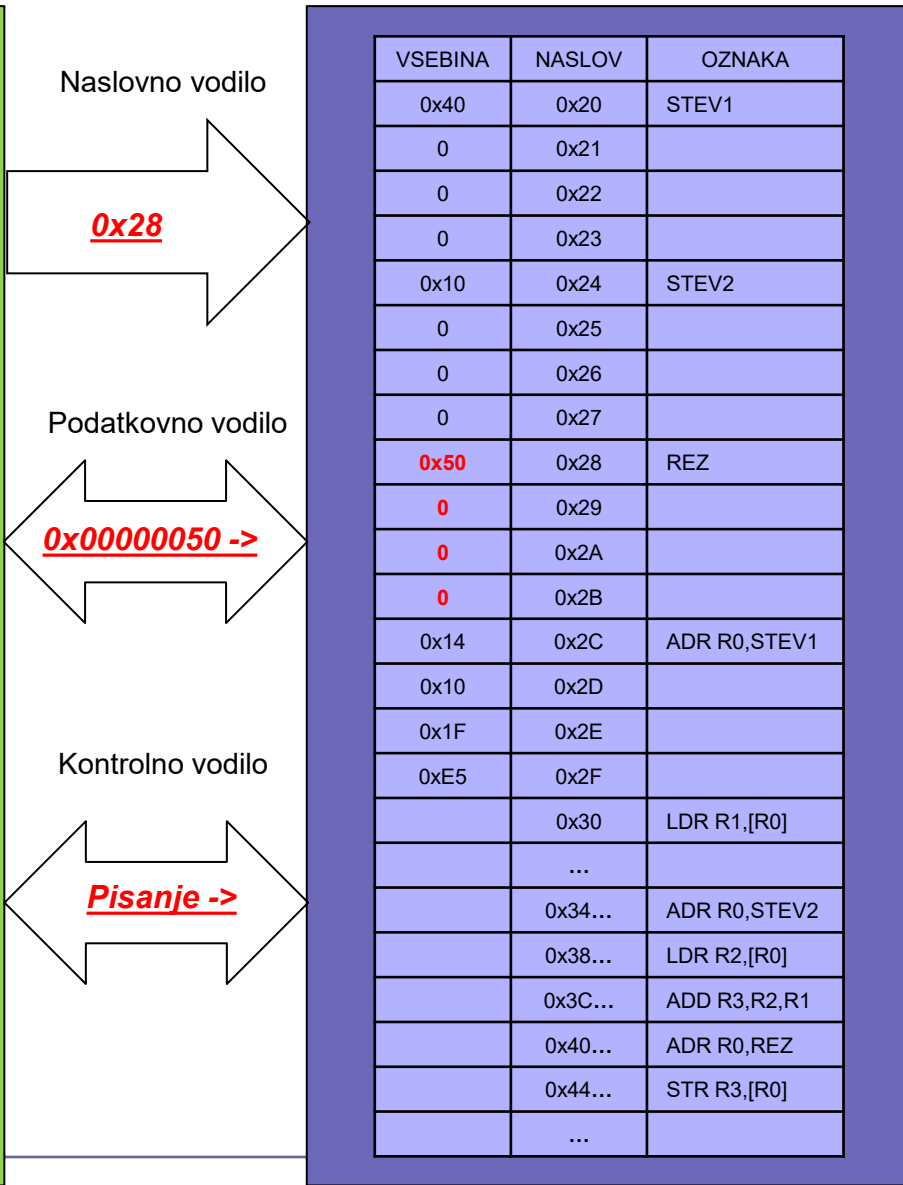 Naslovno vodilo
0x28
Podatkovno vodilo
0x00000050 ->
Kontrolno vodilo
Pisanje ->
VSEBINA NASLOV OZNAKA
0x40 0x20 STEV1
0 0x21
0 0x22
0 0x23
0x10 0x24 STEV2
0 0x25
0 0x26
0 0x27
0x50 0x28 REZ
0 0x29
0 0x2A
0 0x2B
0x14 0x2C ADR R0,STEV1
0x10 0x2D
0x1F 0x2E
0xE5 0x2F
0x30 LDR R1,[R0]
...
0x34... ADR R0,STEV2
0x38... LDR R2,[R0]
0x3C... ADD R3,R2,R1
0x40... ADR R0,REZ
0x44... STR R3,[R0]
...